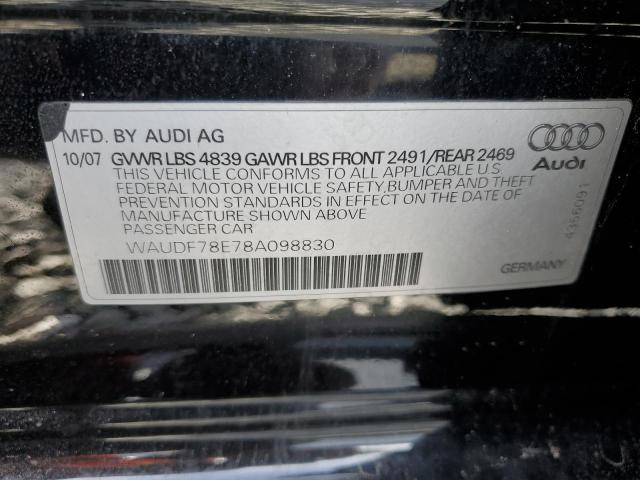 MFD. BY AUDI AG
10/07 GVWR LBS 4839 GAWR LBS FRONT 2491/REAR 2469
THIS VEHICLE CONFORMS TO ALL APPLICABLE U S
FEDERAL MOTOR VEHICLE SAFETY, BUMPER AND THEFT
PREVENTION STANDARDS IN EFFECT ON THE DATE OF
MANUFACTURE SHOWN ABOVE
PASSENGER CAR
WAUDF78E78A098830
Audi
4356091
GERMANY